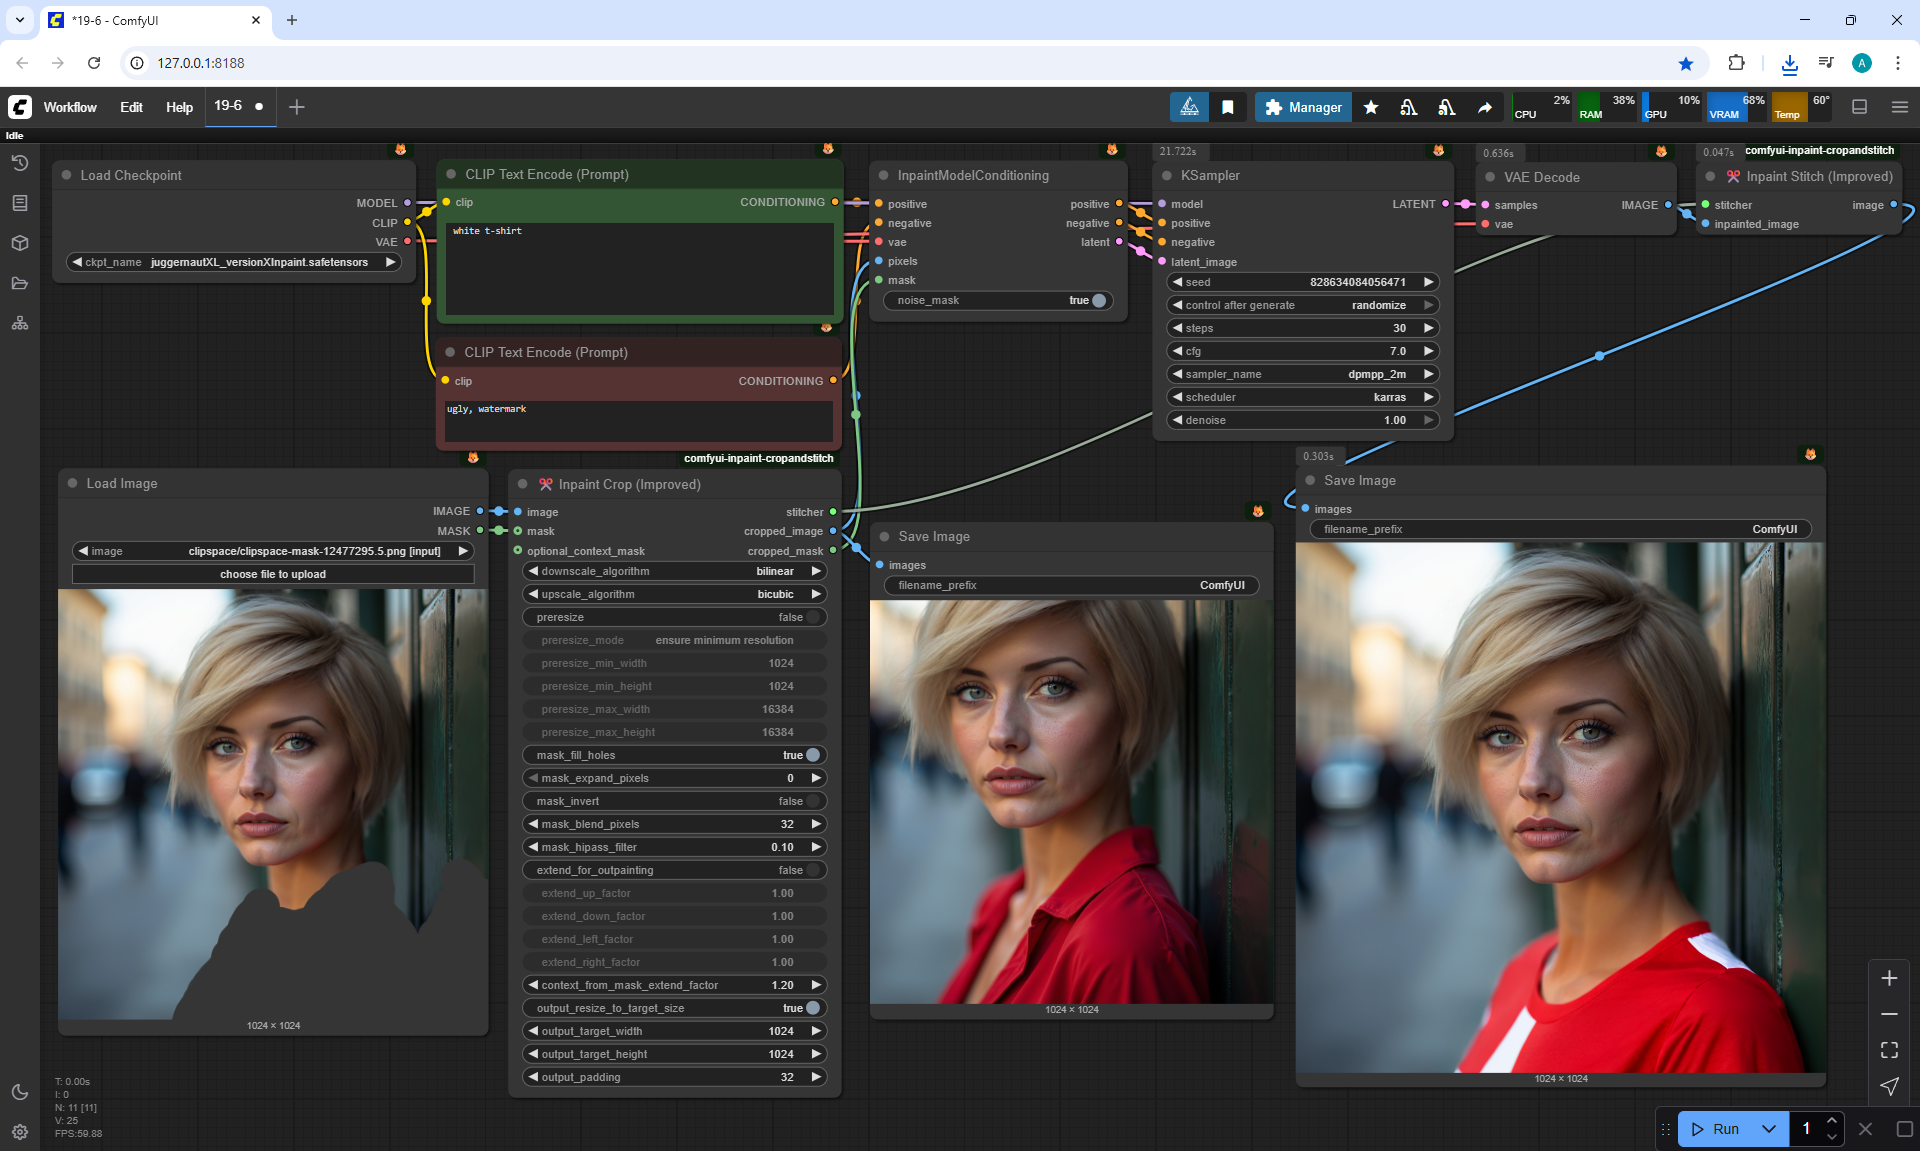 *19-6 - ComfyUI
127.0.0.1:8188
A
Workflow Edit Help 19-6
Manager
CPU 2% RAM 38% GPU 10% VRAM 68% Temp 60°
Idle
Load Checkpoint
MODEL
CLIP
VAE
ckpt_name juggernautXL_versionXInpaint.safetensors
CLIP Text Encode (Prompt)
clip CONDITIONING
white t-shirt
CLIP Text Encode (Prompt)
clip CONDITIONING
ugly, watermark
InpaintModelConditioning
positive positive
negative negative
vae latent
pixels
mask
noise_mask true
21.722s
KSampler
model LATENT
positive
negative
latent_image
seed 828634084056471
control after generate randomize
steps 30
cfg 7.0
sampler_name dpmpp_2m
scheduler karras
denoise 1.00
0.636s
VAE Decode
samples IMAGE
vae
0.047s comfyui-inpaint-cropandstitch
Inpaint Stitch (Improved)
stitcher image
inpainted_image
Load Image
IMAGE
MASK
image clipspace/clipspace-mask-12477295.5.png [input]
choose file to upload
1024 × 1024
comfyui-inpaint-cropandstitch
Inpaint Crop (Improved)
image stitcher
mask cropped_image
optional_context_mask cropped_mask
downscale_algorithm bilinear
upscale_algorithm bicubic
preresize false
preresize_mode ensure minimum resolution
preresize_min_width 1024
preresize_min_height 1024
preresize_max_width 16384
preresize_max_height 16384
mask_fill_holes true
mask_expand_pixels 0
mask_invert false
mask_blend_pixels 32
mask_hipass_filter 0.10
extend_for_outpainting false
extend_up_factor 1.00
extend_down_factor 1.00
extend_left_factor 1.00
extend_right_factor 1.00
context_from_mask_extend_factor 1.20
output_resize_to_target_size true
output_target_width 1024
output_target_height 1024
output_padding 32
Save Image
images
filename_prefix ComfyUI
1024 × 1024
0.303s
Save Image
images
filename_prefix ComfyUI
1024 × 1024
T: 0.00s
I: 0
N: 11 [11]
V: 25
FPS:59.88
Run 1